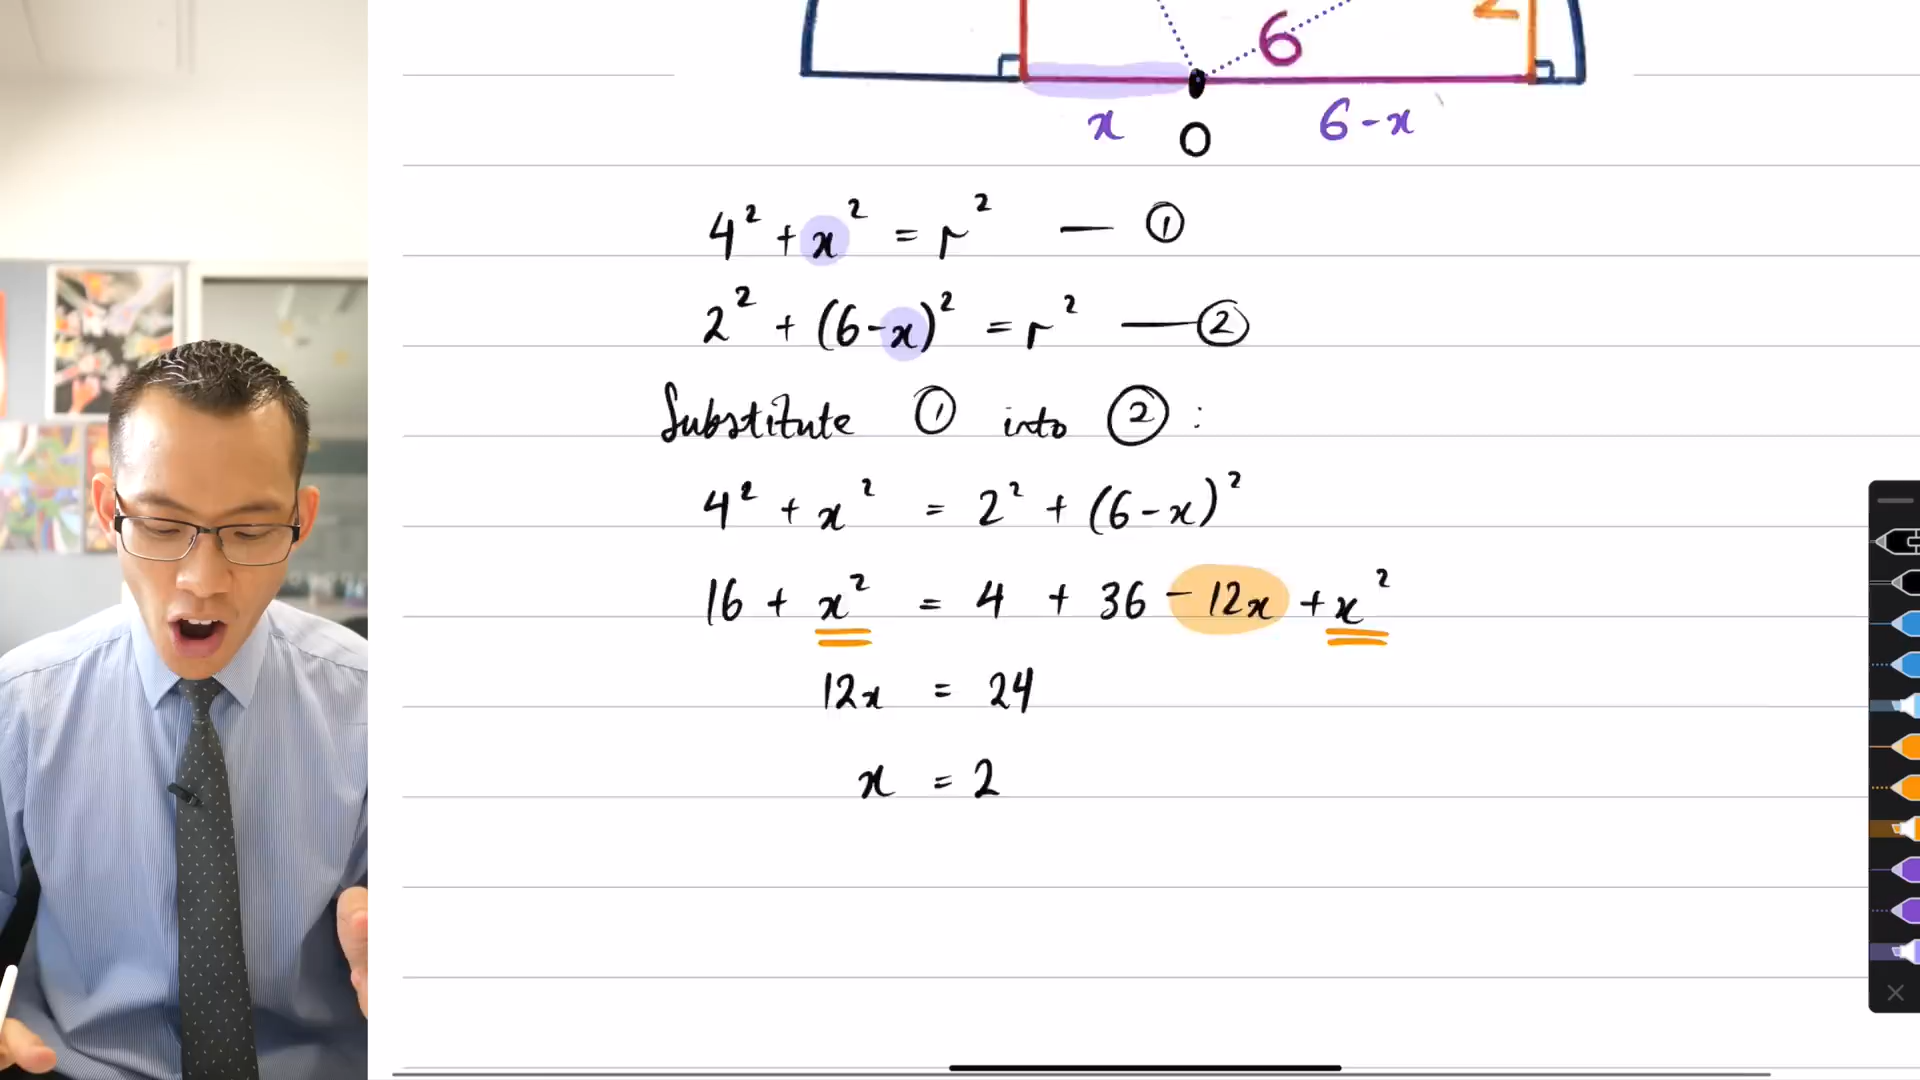 6 2
x O 6-x
4² + x² = r² — ①
2² + (6-x)² = r² — ②
Substitute ① into ② :
4² + x² = 2² + (6-x)²
16 + x² = 4 + 36 - 12x + x²
12x = 24
x = 2